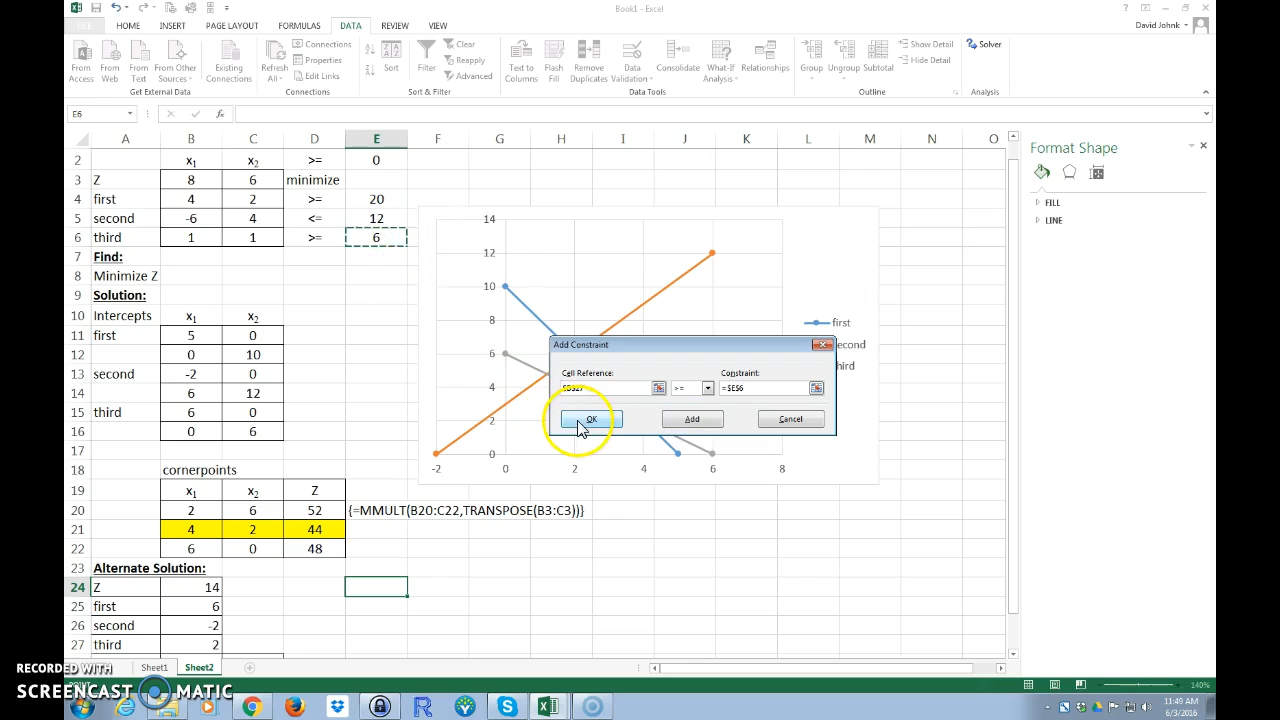 Book1 - Excel
FILE HOME INSERT PAGE LAYOUT FORMULAS DATA REVIEW VIEW David Johnk
From Access
From Web
From Text
From Other Sources
Existing Connections
Get External Data
Refresh All
Connections
Properties
Edit Links
Connections
Sort
Filter
Clear
Reapply
Advanced
Sort & Filter
Text to Columns
Flash Fill
Remove Duplicates
Data Validation
Consolidate
What-If Analysis
Relationships
Data Tools
Group
Ungroup
Subtotal
Show Detail
Hide Detail
Outline
Solver
Analysis
E6 fx
A B C D E F G H I J K L M N O
2 x1 x2 >= 0
3 Z 8 6 minimize
4 first 4 2 >= 20
5 second -6 4 <= 12
6 third 1 1 >= 6
7 Find:
8 Minimize Z
9 Solution:
10 Intercepts x1 x2
11 first 5 0
12 0 10
13 second -2 0
14 6 12
15 third 6 0
16 0 6
17
18 cornerpoints
19 x1 x2 Z
20 2 6 52 {=MMULT(B20:C22,TRANSPOSE(B3:C3))}
21 4 2 44
22 6 0 48
23 Alternate Solution:
24 Z 14
25 first 6
26 second -2
27 third 2
14
12
10
8
6
4
2
0
-2 0 2 4 6 8
first
econd
hird
Add Constraint
Cell Reference: Constraint:
>= =$E$6
OK Add Cancel
Format Shape
FILL
LINE
Sheet1 Sheet2
140%
RECORDED WITH
SCREENCAST MATIC
11:49 AM
6/3/2016